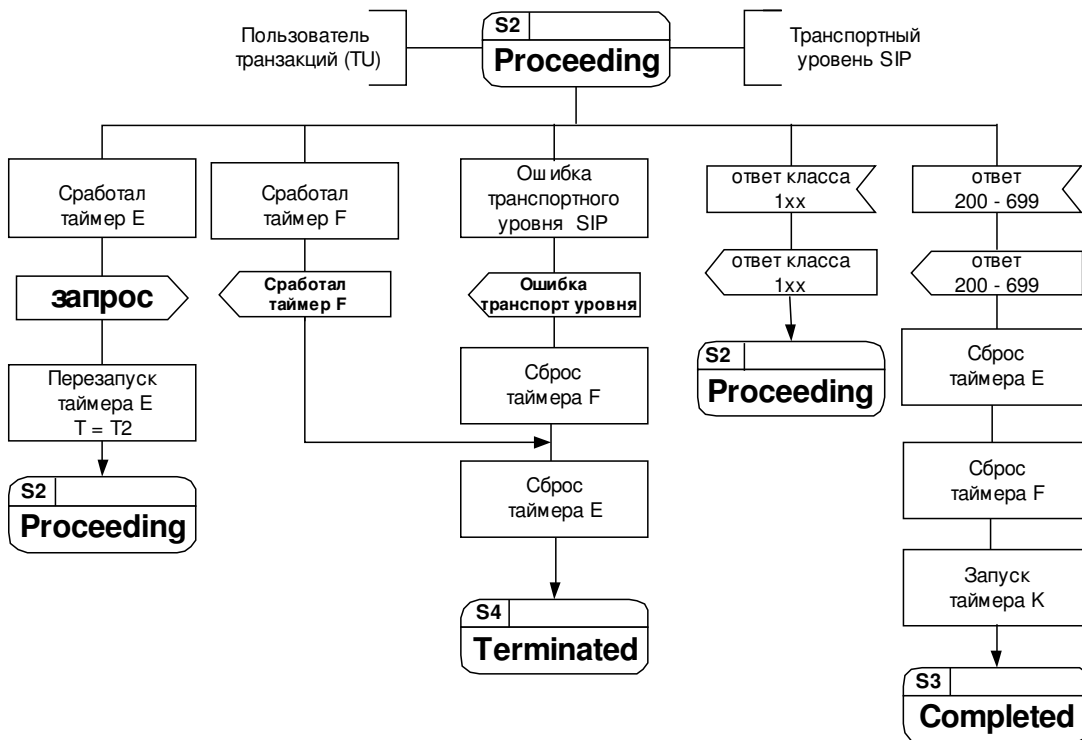 Пользователь
транзакций (TU)
S2
Proceeding
Транспортный
уровень SIP
Сработал
таймер E
Сработал
таймер F
Ошибка
транспортного
уровня SIP
ответ класса
1xx
ответ
200 - 699
запрос
Сработал
таймер F
Ошибка
транспорт уровня
ответ класса
1xx
ответ
200 - 699
Перезапуск
таймера E
T = T2
Сброс
таймера F
S2
Proceeding
Сброс
таймера E
S2
Proceeding
Сброс
таймера E
Сброс
таймера F
S4
Terminated
Запуск
таймера K
S3
Completed